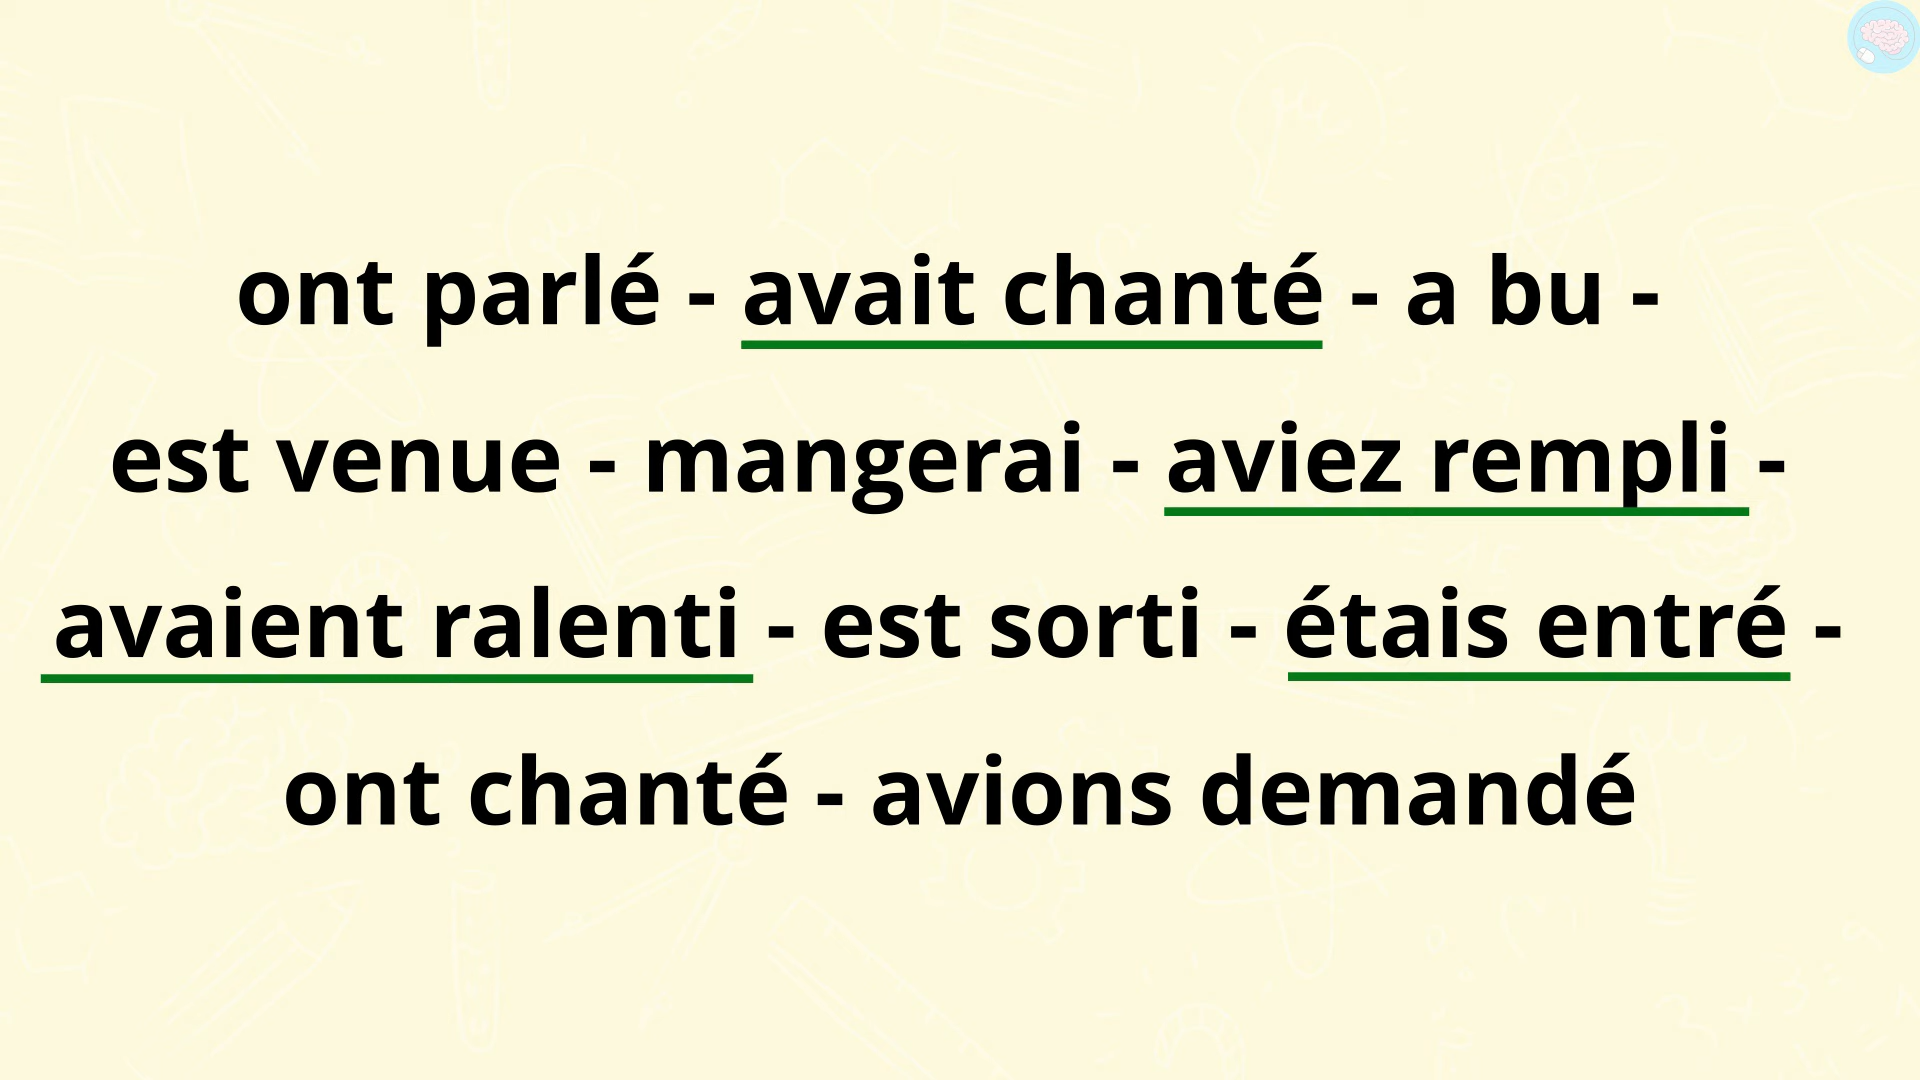 ont parlé - avait chanté - a bu -
est venue - mangerai - aviez rempli -
avaient ralenti - est sorti - étais entré -
ont chanté - avions demandé